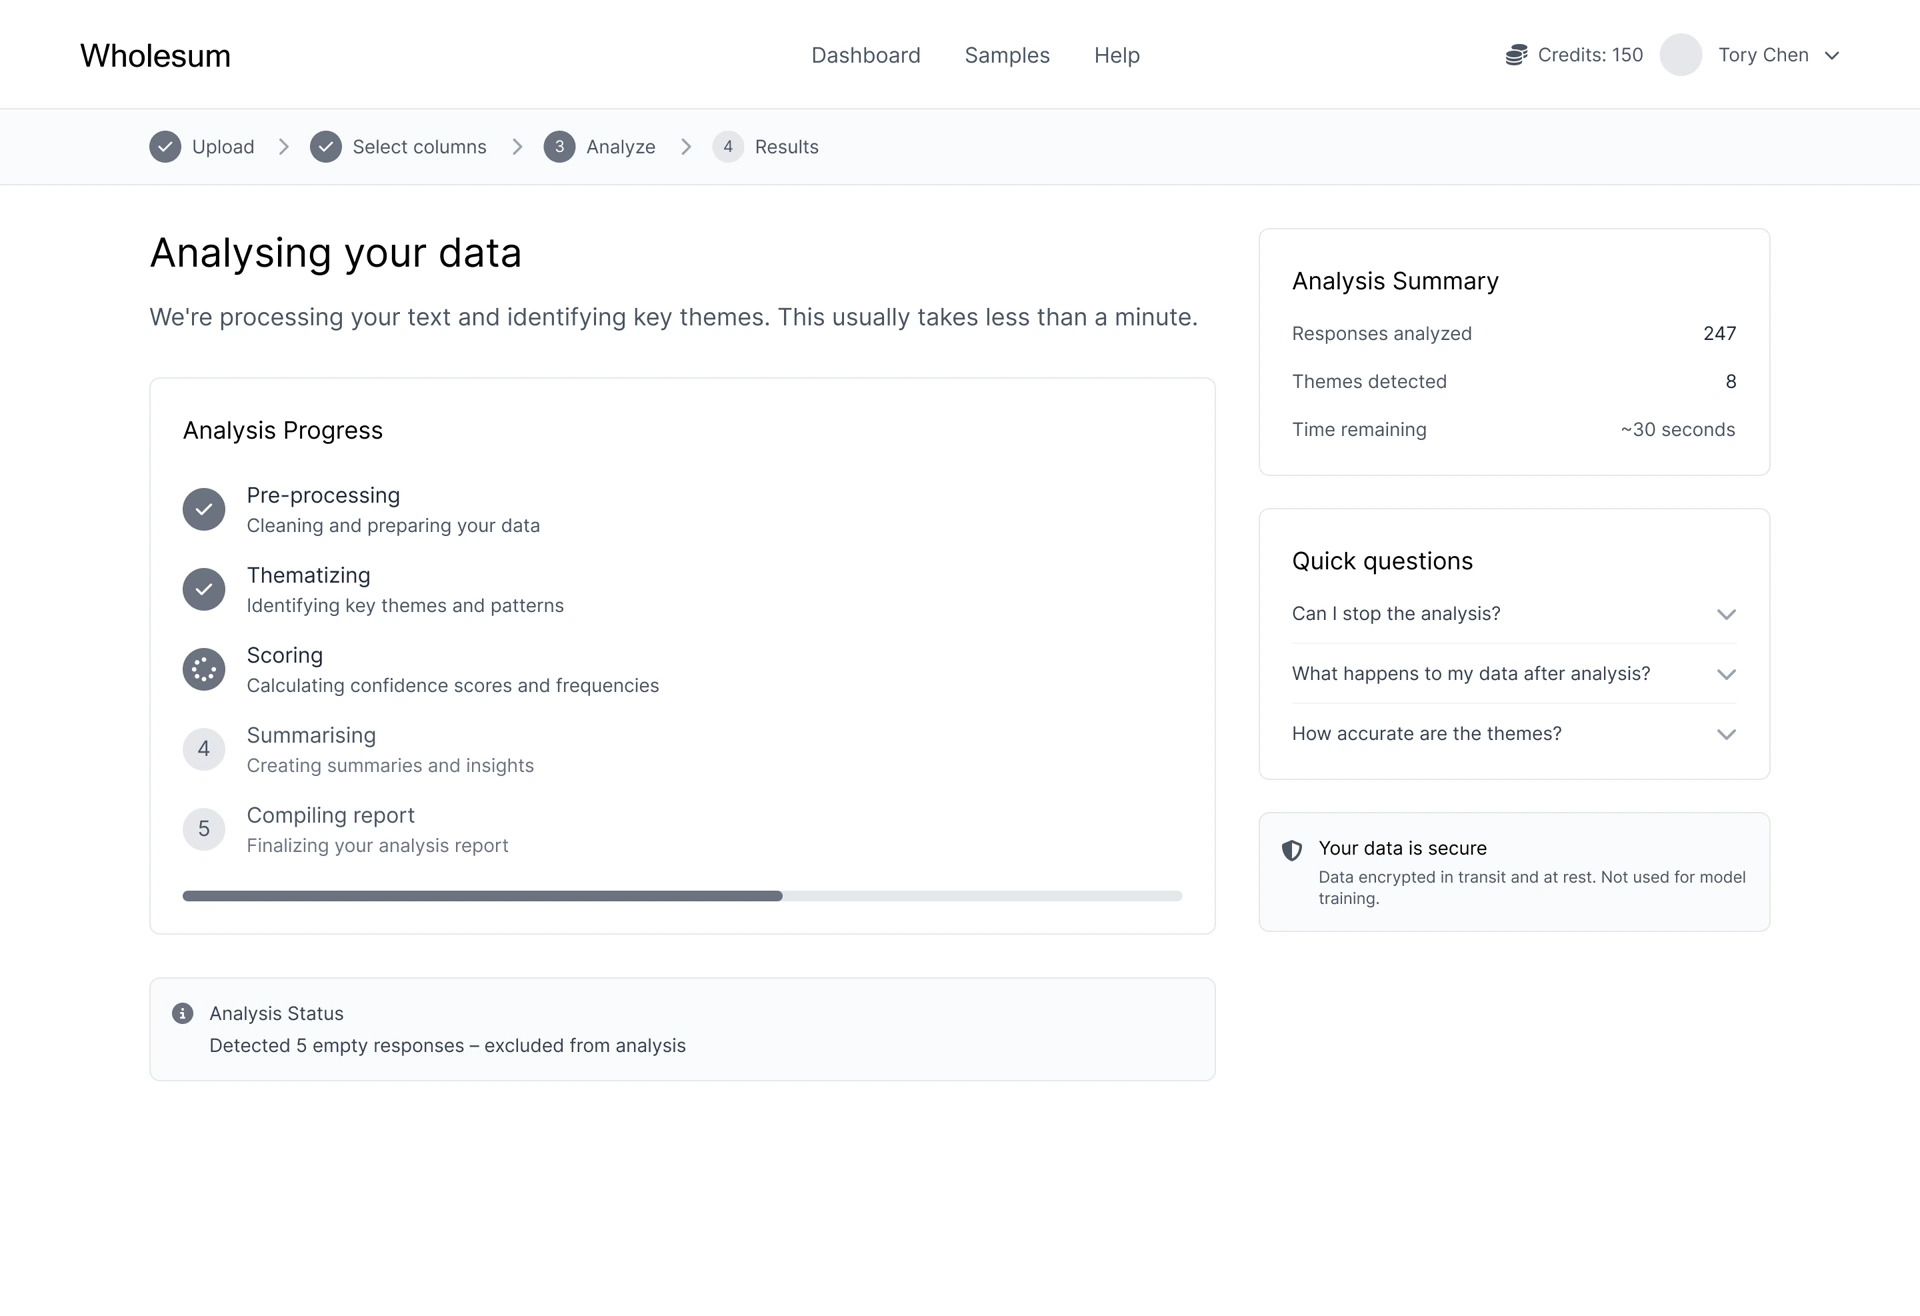 Wholesum
Dashboard
Samples
Help
Credits: 150
Tory Chen
Upload
Select columns
3
Analyze
4
Results
Analysing your data
We're processing your text and identifying key themes. This usually takes less than a minute.
Analysis Progress
Pre-processing
Cleaning and preparing your data
Thematizing
Identifying key themes and patterns
Scoring
Calculating confidence scores and frequencies
4
Summarising
Creating summaries and insights
5
Compiling report
Finalizing your analysis report
Analysis Status
Detected 5 empty responses – excluded from analysis
Analysis Summary
Responses analyzed 247
Themes detected 8
Time remaining ~30 seconds
Quick questions
Can I stop the analysis?
What happens to my data after analysis?
How accurate are the themes?
Your data is secure
Data encrypted in transit and at rest. Not used for model
training.